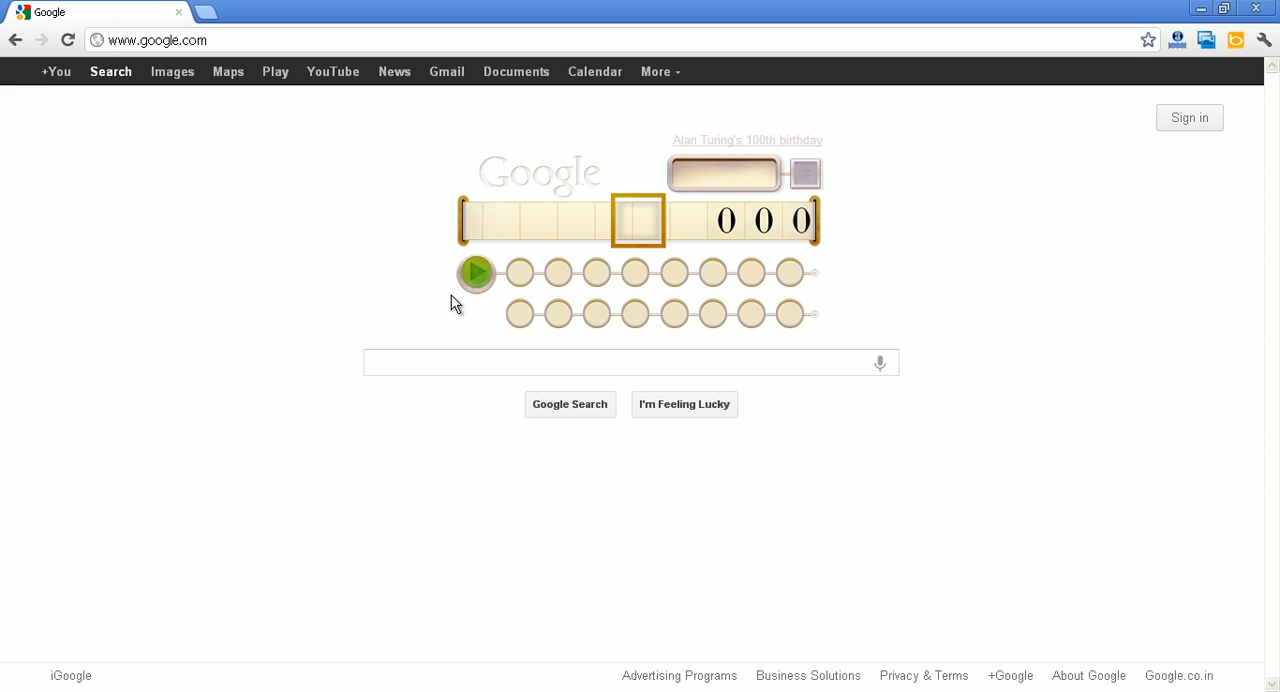 Google
www.google.com
+You Search Images Maps Play YouTube News Gmail Documents Calendar More
Sign in
Alan Turing's 100th birthday
Google
0 0 0
Google Search I'm Feeling Lucky
iGoogle Advertising Programs Business Solutions Privacy & Terms +Google About Google Google.co.in